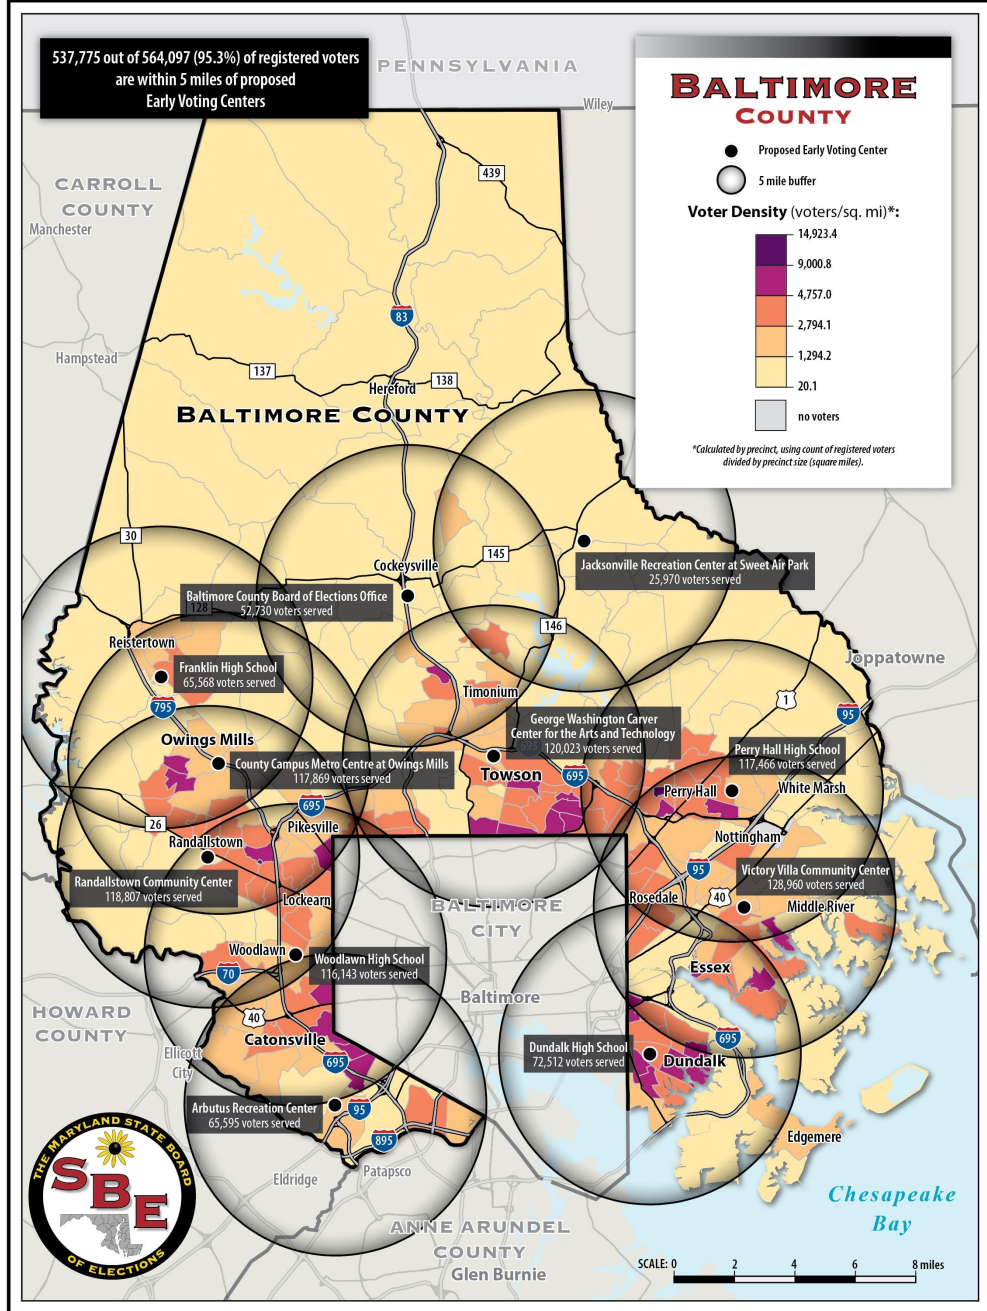 537,775 out of 564,097 (95.3%) of registered voters
are within 5 miles of proposed
Early Voting Centers
PENNSYLVANIA
Wiley
BALTIMORE
COUNTY
Proposed Early Voting Center
5 mile buffer
Voter Density (voters/sq. mi)*:
14,923.4
9,000.8
4,757.0
2,794.1
1,294.2
20.1
no voters
*Calculated by precinct, using count of registered voters
divided by precinct size (square miles).
CARROLL
COUNTY
Manchester
439
83
Hampstead
137
138
Hereford
BALTIMORE COUNTY
30
145
Cockeysville
Jacksonville Recreation Center at Sweet Air Park
25,970 voters served
Baltimore County Board of Elections Office
52,730 voters served
128
146
Reistertown
Joppatowne
Franklin High School
65,568 voters served
Timonium
1
795
95
George Washington Carver
Center for the Arts and Technology
120,023 voters served
695
Owings Mills
Perry Hall High School
117,466 voters served
County Campus Metro Centre at Owings Mills
117,869 voters served
Towson
695
Perry Hall
White Marsh
695
26
Pikesville
Nottingham
Randallstown
95
Victory Villa Community Center
128,960 voters served
Randallstown Community Center
118,807 voters served
Lockearn
BALTIMORE
CITY
Rosedale
40
Middle River
Woodlawn
Woodlawn High School
116,143 voters served
70
Essex
Baltimore
HOWARD
COUNTY
40
Catonsville
695
Ellicott
City
695
Dundalk High School
72,512 voters served
Dundalk
Arbutus Recreation Center
65,595 voters served
95
895
Edgemere
Eldridge
Patapsco
THE MARYLAND STATE BOARD
SBE
OF ELECTIONS
Chesapeake
Bay
ANNE ARUNDEL
COUNTY
Glen Burnie
SCALE: 0 2 4 6 8 miles